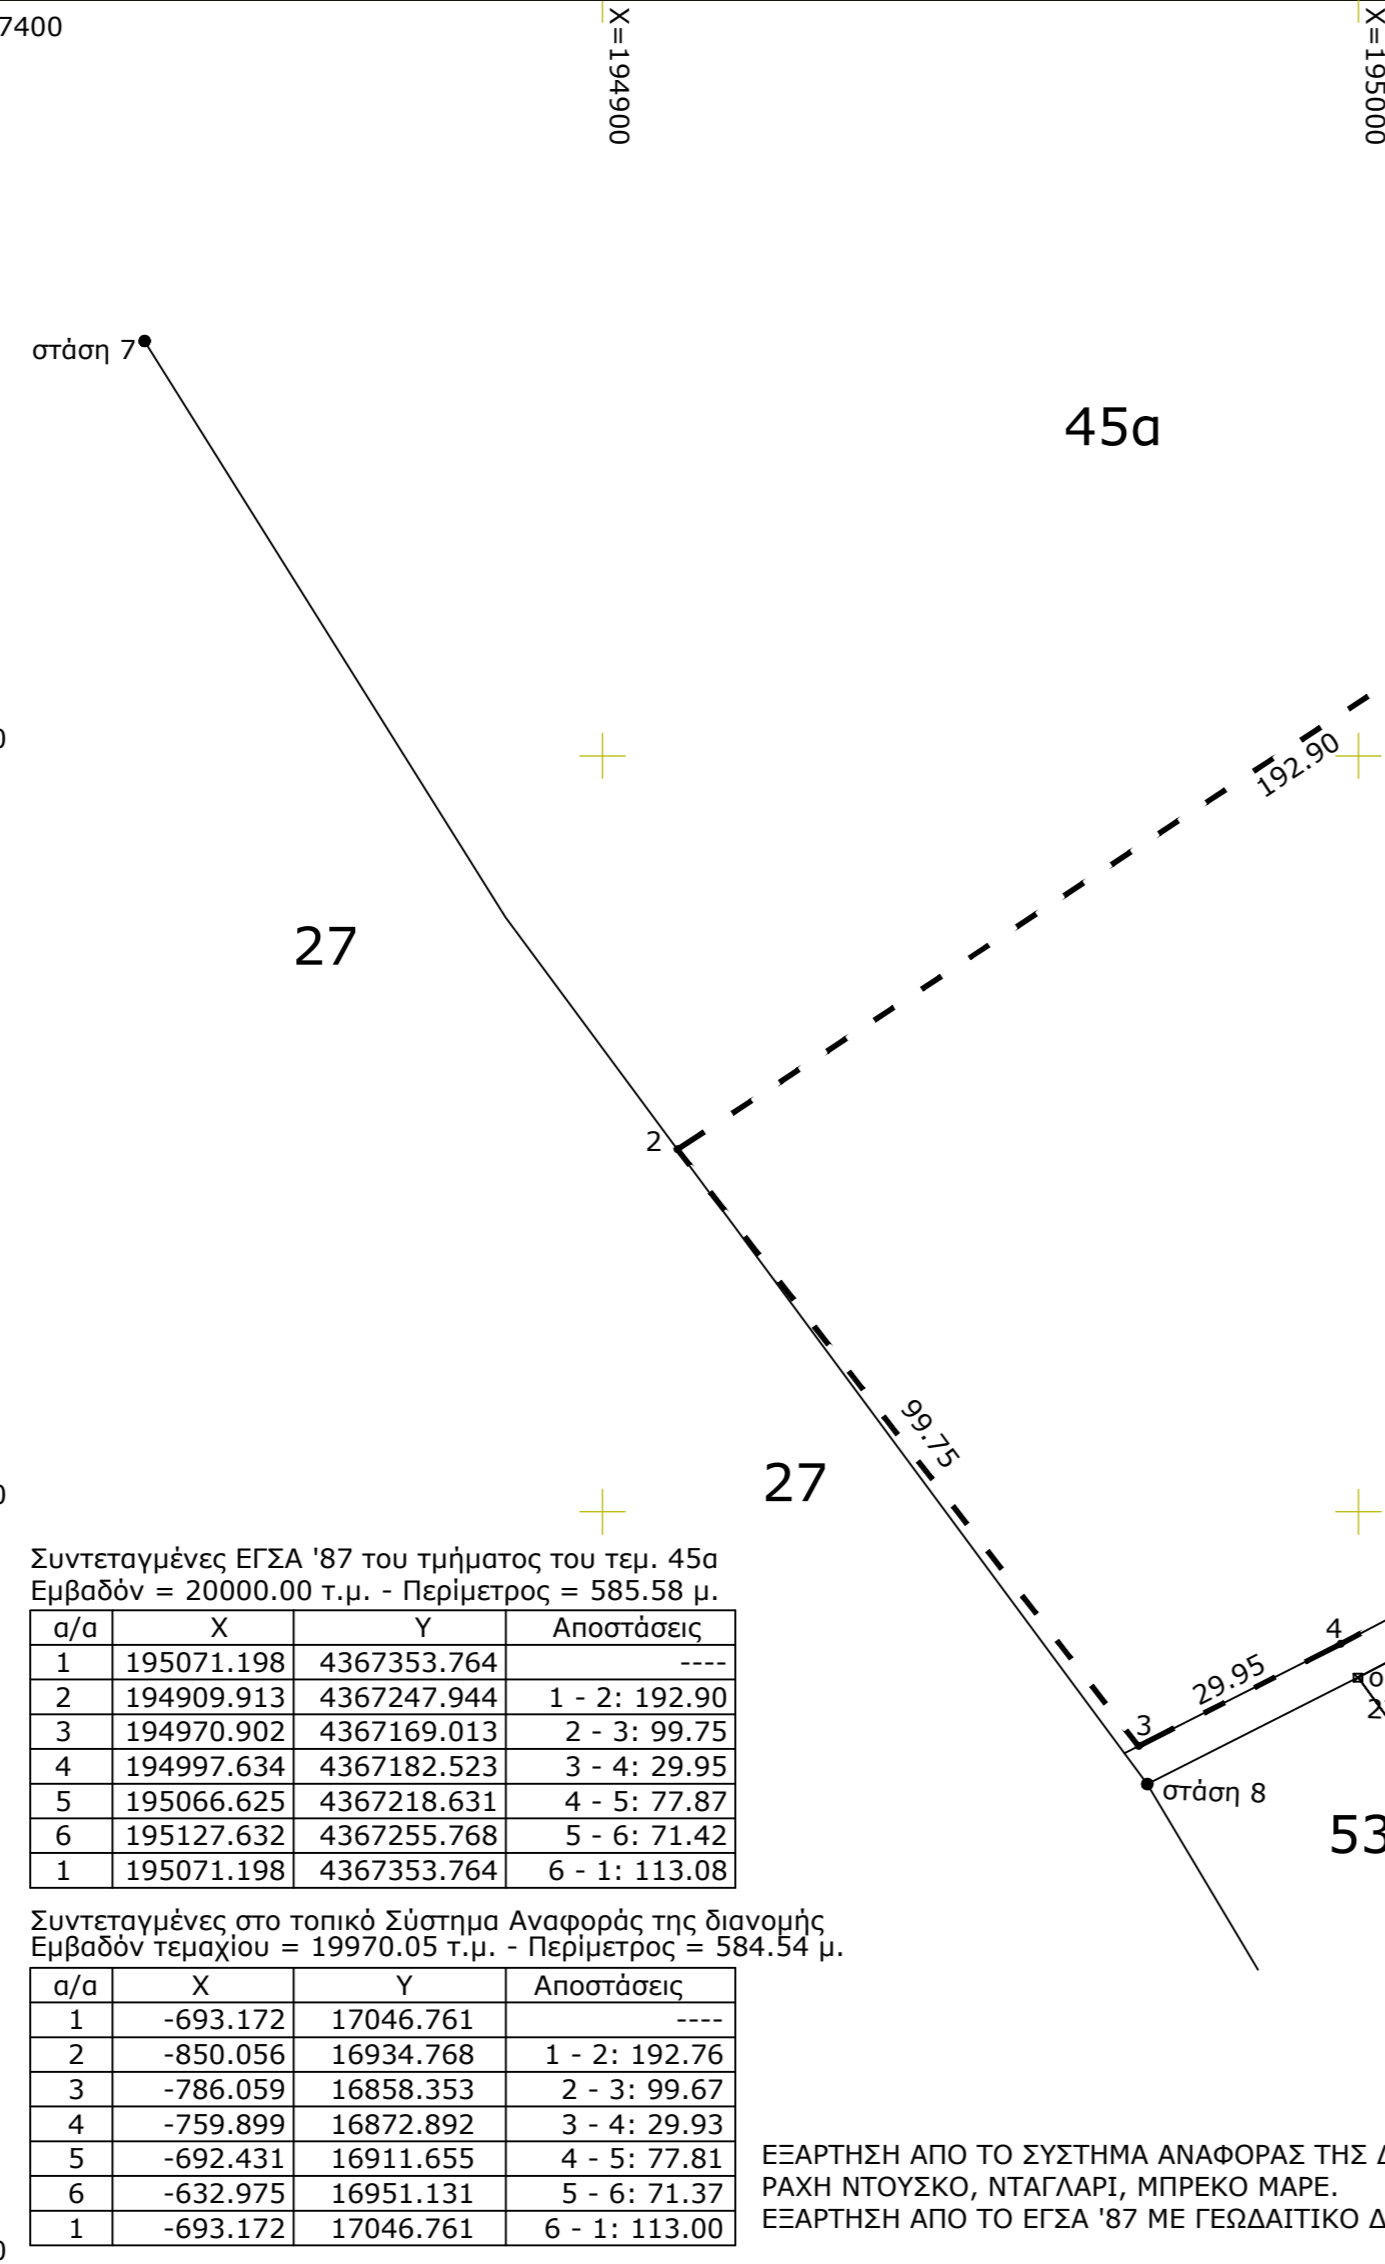 7400
X=194900
X=195000
στάση 7
45α
192.90
27
2
99.75
27
4
29.95
3
στάση 8
53
Συντεταγμένες ΕΓΣΑ '87 του τμήματος του τεμ. 45α
Εμβαδόν = 20000.00 τ.μ. - Περίμετρος = 585.58 μ.
α/α X Y Αποστάσεις
1 195071.198 4367353.764 ----
2 194909.913 4367247.944 1 - 2: 192.90
3 194970.902 4367169.013 2 - 3: 99.75
4 194997.634 4367182.523 3 - 4: 29.95
5 195066.625 4367218.631 4 - 5: 77.87
6 195127.632 4367255.768 5 - 6: 71.42
1 195071.198 4367353.764 6 - 1: 113.08
Συντεταγμένες στο τοπικό Σύστημα Αναφοράς της διανομής
Εμβαδόν τεμαχίου = 19970.05 τ.μ. - Περίμετρος = 584.54 μ.
α/α X Y Αποστάσεις
1 -693.172 17046.761 ----
2 -850.056 16934.768 1 - 2: 192.76
3 -786.059 16858.353 2 - 3: 99.67
4 -759.899 16872.892 3 - 4: 29.93
5 -692.431 16911.655 4 - 5: 77.81
6 -632.975 16951.131 5 - 6: 71.37
1 -693.172 17046.761 6 - 1: 113.00
ΕΞΑΡΤΗΣΗ ΑΠΟ ΤΟ ΣΥΣΤΗΜΑ ΑΝΑΦΟΡΑΣ ΤΗΣ
ΡΑΧΗ ΝΤΟΥΣΚΟ, ΝΤΑΓΛΑΡΙ, ΜΠΡΕΚΟ ΜΑΡΕ.
ΕΞΑΡΤΗΣΗ ΑΠΟ ΤΟ ΕΓΣΑ '87 ΜΕ ΓΕΩΔΑΙΤΙΚΟ